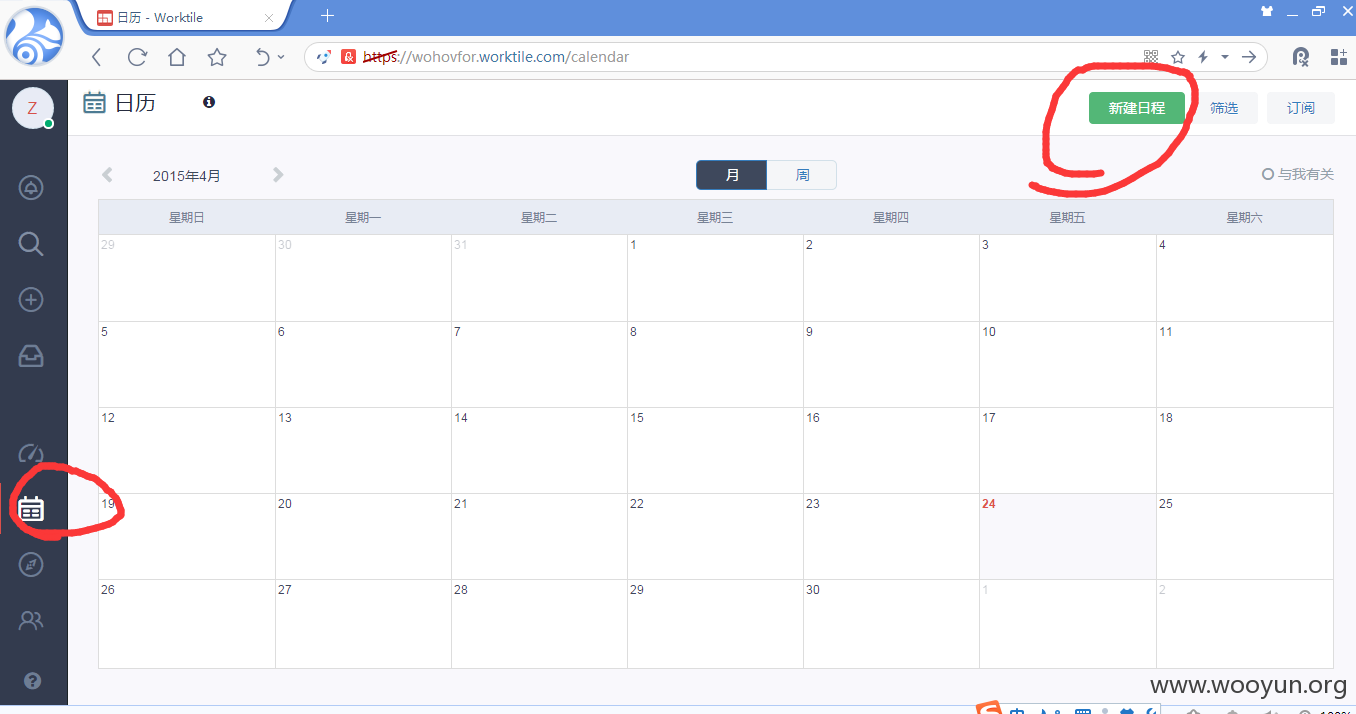 日历 - Worktile
https://wohovfor.worktile.com/calendar
Z
日历
新建日程 筛选 订阅
2015年4月 月 周 与我有关
星期日 星期一 星期二 星期三 星期四 星期五 星期六
29 30 31 1 2 3 4
5 6 7 8 9 10 11
12 13 14 15 16 17 18
19 20 21 22 23 24 25
26 27 28 29 30 1 2
www.wooyun.org